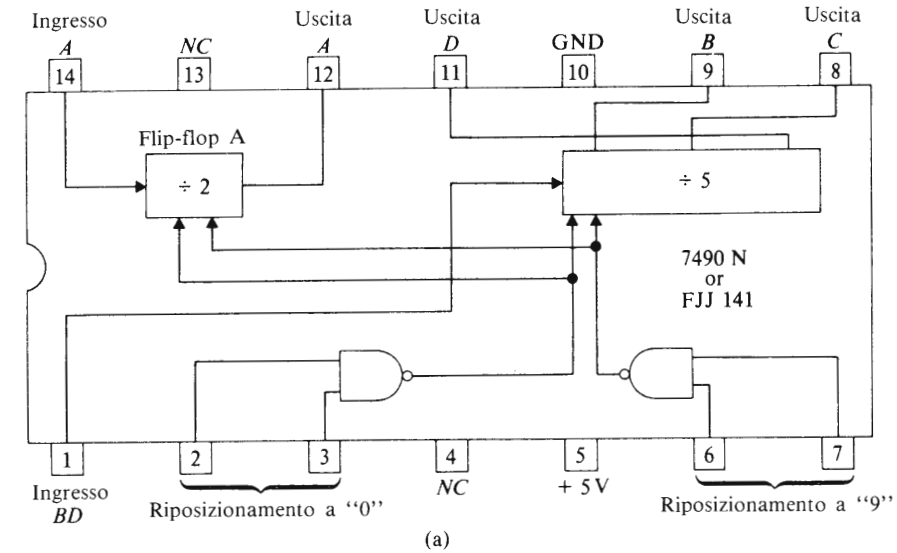 Ingresso
A
NC
Uscita
A
Uscita
D
GND
Uscita
B
Uscita
C
14
13
12
11
10
9
8
Flip-flop A
÷ 2
÷ 5
7490 N
or
FJJ 141
1
2
3
4
5
6
7
Ingresso
BD
Riposizionamento a “0”
NC
+ 5 V
Riposizionamento a “9”
(a)